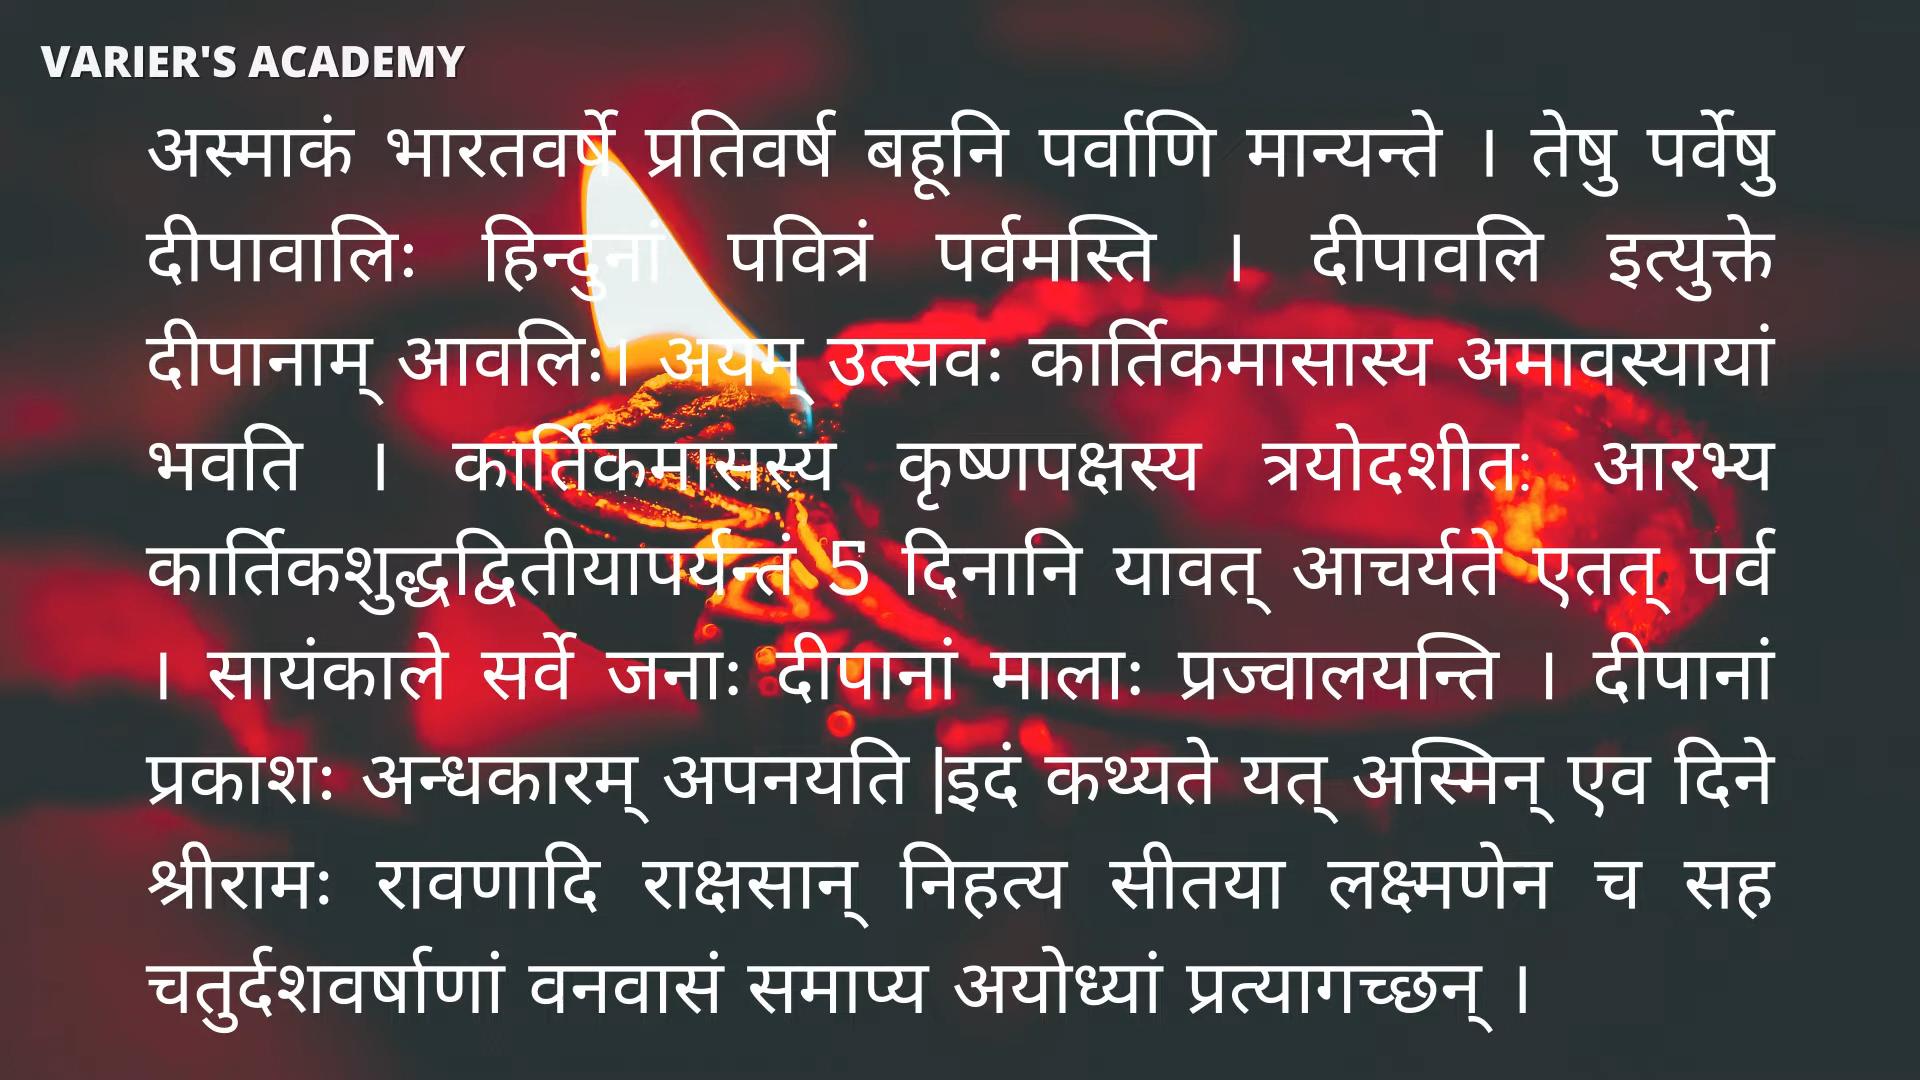 VARIER'S ACADEMY
अस्माकं भारतवर्षे प्रतिवर्ष बहूनि पर्वाणि मान्यन्ते । तेषु पर्वेषु
दीपावालिः हिन्दुनां पवित्रं पर्वमस्ति । दीपावलि इत्युक्ते
दीपानाम् आवलिः। अयम् उत्सवः कार्तिकमासास्य अमावस्यायां
भवति । कार्तिकमासस्य कृष्णपक्षस्य त्रयोदशीतः आरभ्य
कार्तिकशुद्धद्वितीयापर्यन्तं 5 दिनानि यावत् आचर्यते एतत् पर्व
। सायंकाले सर्वे जनाः दीपानां मालाः प्रज्वालयन्ति । दीपानां
प्रकाशः अन्धकारम् अपनयति |इदं कथ्यते यत् अस्मिन् एव दिने
श्रीरामः रावणादि राक्षसान् निहत्य सीतया लक्ष्मणेन च सह
चतुर्दशवर्षाणां वनवासं समाप्य अयोध्यां प्रत्यागच्छन् ।